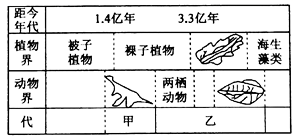 距今年代 1.4亿年 3.3亿年
植物界 被子植物 裸子植物 海生藻类
动物界 两栖动物
代 甲 乙